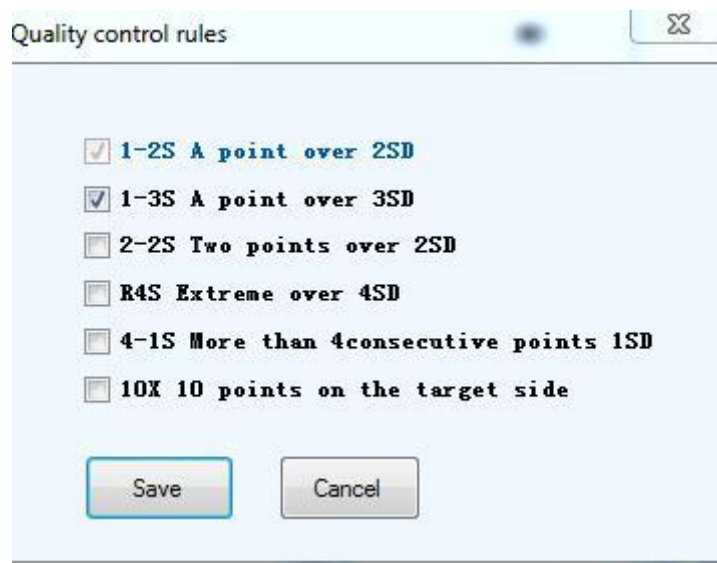 Quality control rules
1-2S A point over 2SD
1-3S A point over 3SD
2-2S Two points over 2SD
R4S Extreme over 4SD
4-1S More than 4consecutive points 1SD
10X 10 points on the target side
Save
Cancel